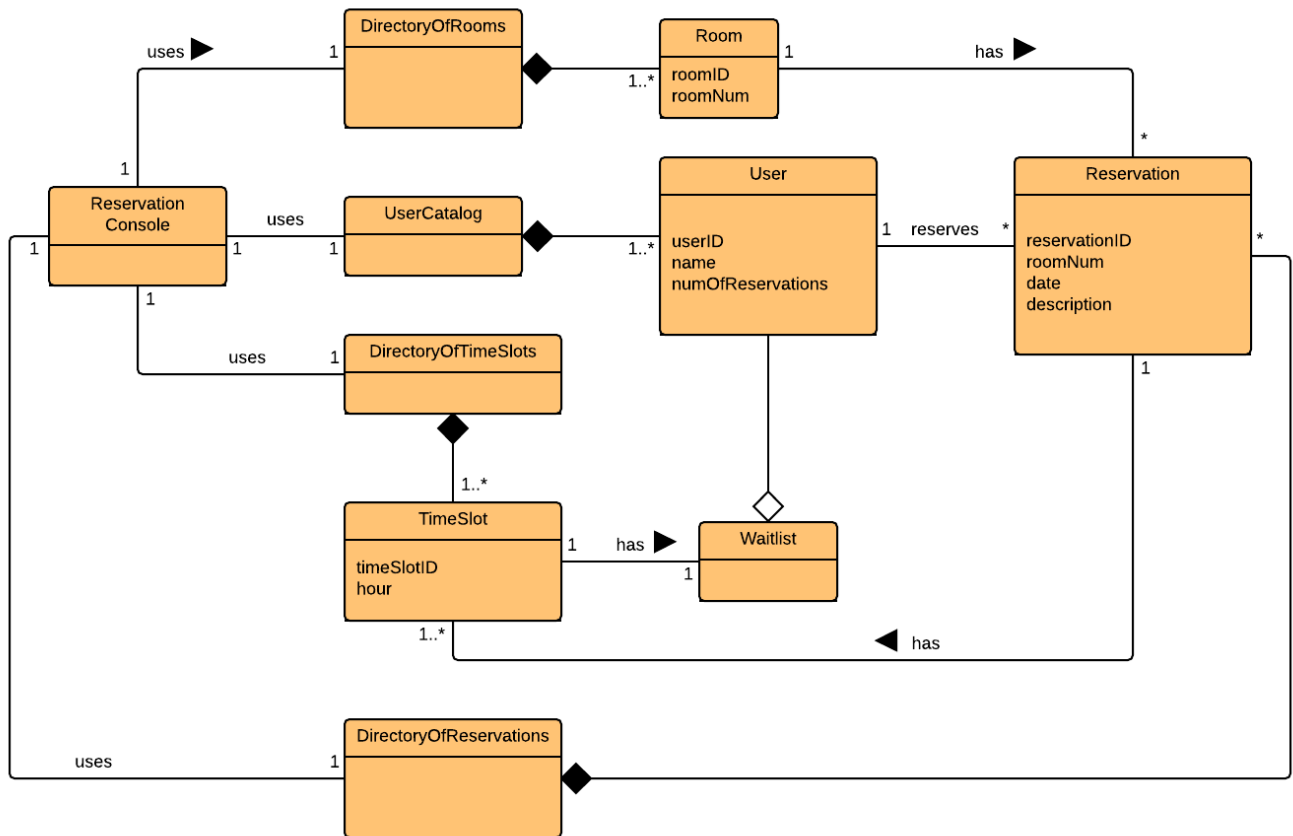 DirectoryOfRooms
Room
uses
1
1
has
roomID
roomNum
1..*
*
1
User
Reservation
Reservation
Console
UserCatalog
uses
1
reserves
*
*
1
1
1
1..*
userID
name
numOfReservations
reservationID
roomNum
date
description
1
DirectoryOfTimeSlots
uses
1
1
1..*
TimeSlot
Waitlist
1
has
1
timeSlotID
hour
1..*
has
DirectoryOfReservations
uses
1